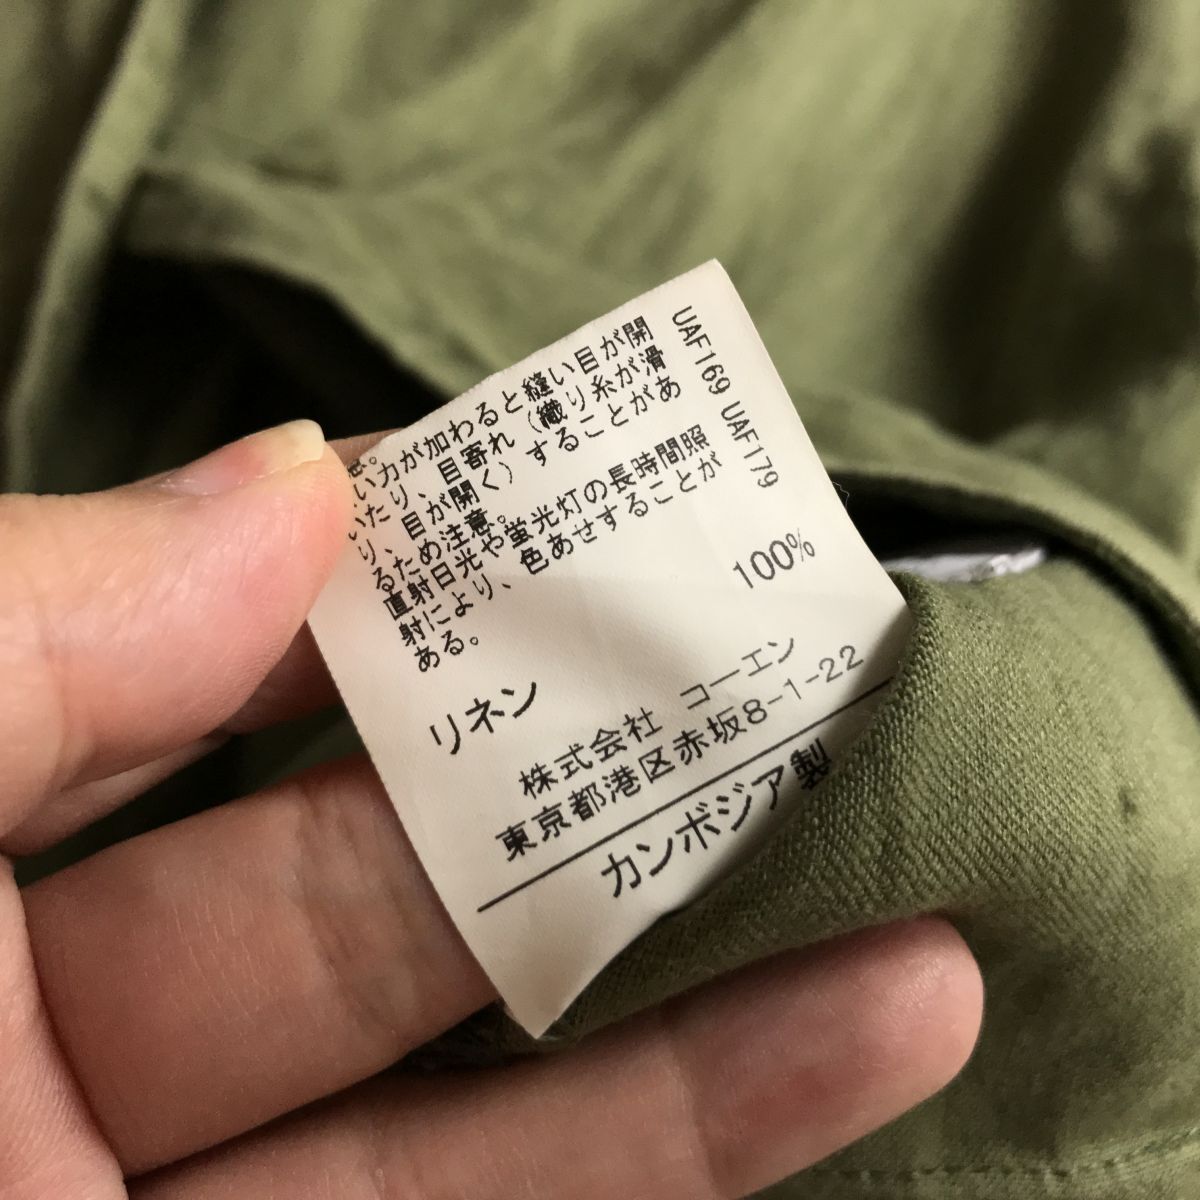 意。
い力が加わると縫い目が開
いたり、目寄れ（織り糸が滑
り、目が開く）することがあ
るため注意。
直射日光や蛍光灯の長時間照
射により、色あせすることが
ある。
UAF169 UAF179
リネン 100%
株式会社 コーエン
東京都港区赤坂8-1-22
カンボジア製